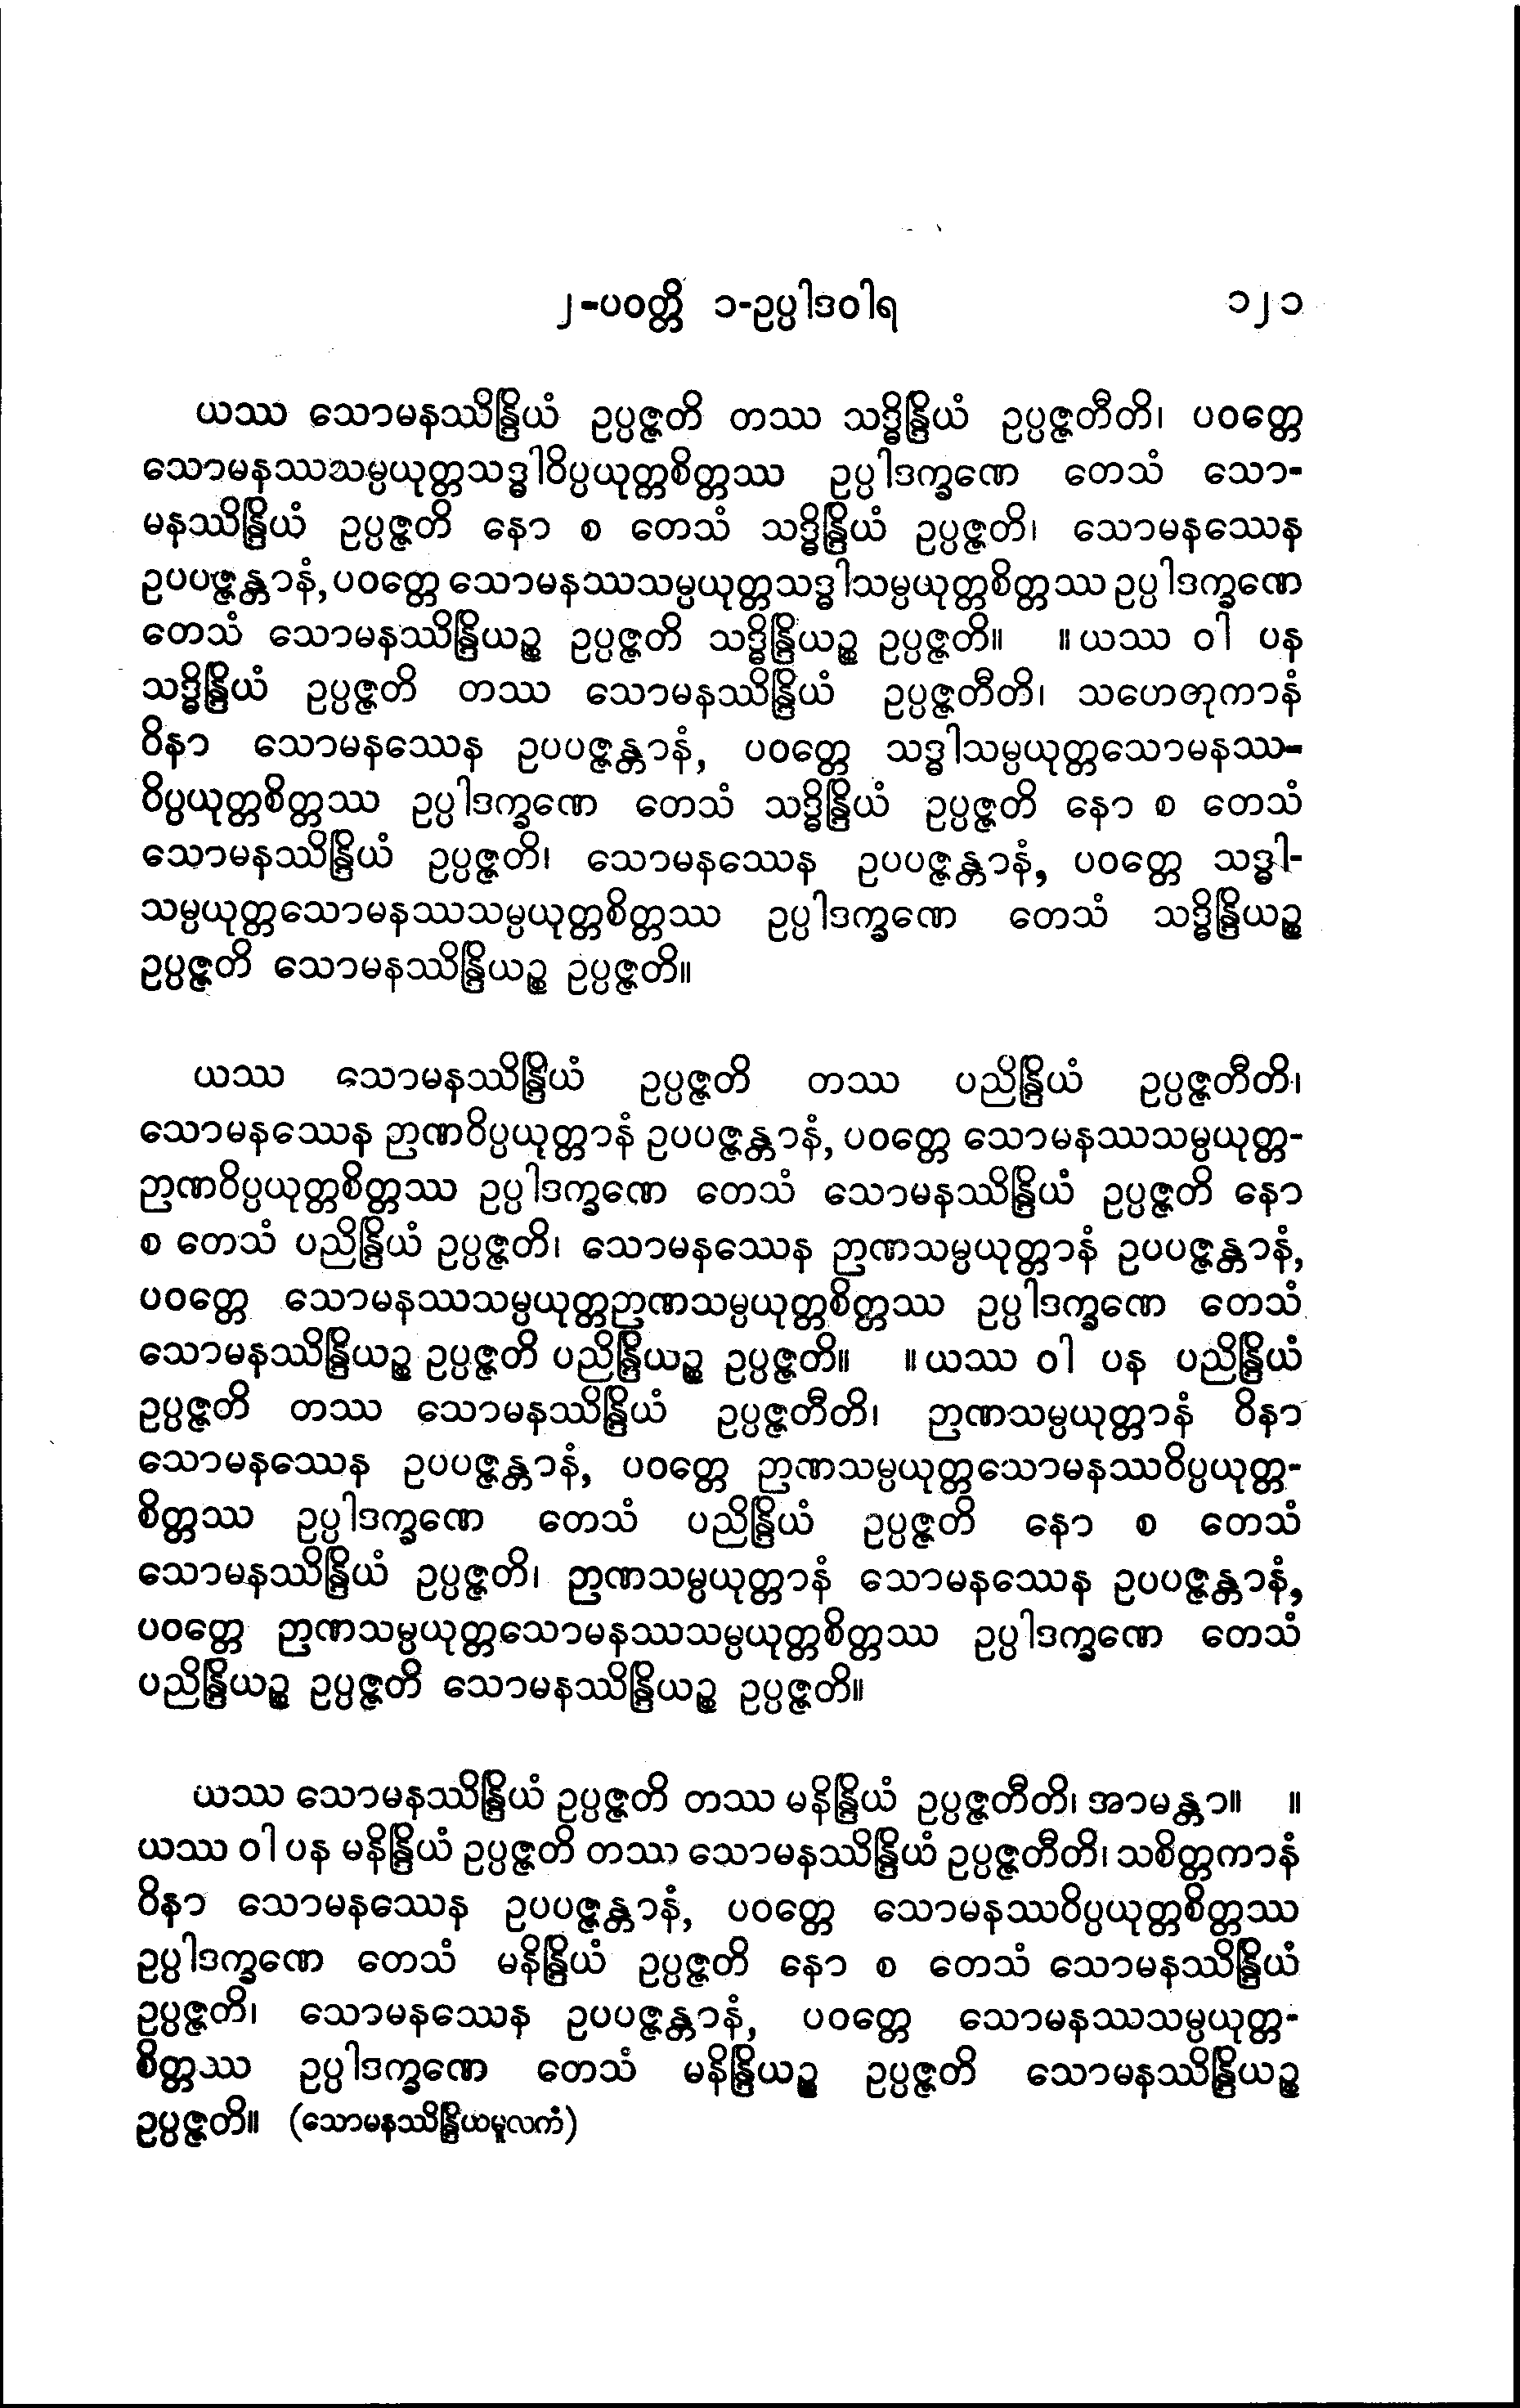 ၂-ပဝတ္တိ ၁-ဥပ္ပါဒဝါရ ၁၂၁
ယဿ သောမနဿိန္ဒြိယံ ဥပ္ပဇ္ဇတိ တဿ သဒ္ဓိန္ဒြိယံ ဥပ္ပဇ္ဇတီတိ၊ ပဝတ္တေ
သောမနဿသမ္ပယုတ္တသဒ္ဓါဝိပ္ပယုတ္တစိတ္တဿ ဥပ္ပါဒက္ခဏေ တေသံ သော-
မနဿိန္ဒြိယံ ဥပ္ပဇ္ဇတိ နော စ တေသံ သဒ္ဓိန္ဒြိယံ ဥပ္ပဇ္ဇတိ၊ သောမနဿေန
ဥပပဇ္ဇန္တာနံ, ပဝတ္တေ သောမနဿသမ္ပယုတ္တသဒ္ဓါသမ္ပယုတ္တစိတ္တဿ ဥပ္ပါဒက္ခဏေ
တေသံ သောမနဿိန္ဒြိယဉ္စ ဥပ္ပဇ္ဇတိ သဒ္ဓိန္ဒြိယဉ္စ ဥပ္ပဇ္ဇတိ။ ။ယဿ ဝါ ပန
သဒ္ဓိန္ဒြိယံ ဥပ္ပဇ္ဇတိ တဿ သောမနဿိန္ဒြိယံ ဥပ္ပဇ္ဇတီတိ၊ သဟေတုကာနံ
ဝိနာ သောမနဿေန ဥပပဇ္ဇန္တာနံ, ပဝတ္တေ သဒ္ဓါသမ္ပယုတ္တသောမနဿ-
ဝိပ္ပယုတ္တစိတ္တဿ ဥပ္ပါဒက္ခဏေ တေသံ သဒ္ဓိန္ဒြိယံ ဥပ္ပဇ္ဇတိ နော စ တေသံ
သောမနဿိန္ဒြိယံ ဥပ္ပဇ္ဇတိ၊ သောမနဿေန ဥပပဇ္ဇန္တာနံ, ပဝတ္တေ သဒ္ဓါ-
သမ္ပယုတ္တသောမနဿသမ္ပယုတ္တစိတ္တဿ ဥပ္ပါဒက္ခဏေ တေသံ သဒ္ဓိန္ဒြိယဉ္စ
ဥပ္ပဇ္ဇတိ သောမနဿိန္ဒြိယဉ္စ ဥပ္ပဇ္ဇတိ။
ယဿ သောမနဿိန္ဒြိယံ ဥပ္ပဇ္ဇတိ တဿ ပညိန္ဒြိယံ ဥပ္ပဇ္ဇတီတိ၊
သောမနဿေန ဉာဏဝိပ္ပယုတ္တာနံ ဥပပဇ္ဇန္တာနံ, ပဝတ္တေ သောမနဿသမ္ပယုတ္တ-
ဉာဏဝိပ္ပယုတ္တစိတ္တဿ ဥပ္ပါဒက္ခဏေ တေသံ သောမနဿိန္ဒြိယံ ဥပ္ပဇ္ဇတိ နော
စ တေသံ ပညိန္ဒြိယံ ဥပ္ပဇ္ဇတိ၊ သောမနဿေန ဉာဏသမ္ပယုတ္တာနံ ဥပပဇ္ဇန္တာနံ,
ပဝတ္တေ သောမနဿသမ္ပယုတ္တဉာဏသမ္ပယုတ္တစိတ္တဿ ဥပ္ပါဒက္ခဏေ တေသံ
သောမနဿိန္ဒြိယဉ္စ ဥပ္ပဇ္ဇတိ ပညိန္ဒြိယဉ္စ ဥပ္ပဇ္ဇတိ။ ။ယဿ ဝါ ပန ပညိန္ဒြိယံ
ဥပ္ပဇ္ဇတိ တဿ သောမနဿိန္ဒြိယံ ဥပ္ပဇ္ဇတီတိ၊ ဉာဏသမ္ပယုတ္တာနံ ဝိနာ
သောမနဿေန ဥပပဇ္ဇန္တာနံ, ပဝတ္တေ ဉာဏသမ္ပယုတ္တသောမနဿဝိပ္ပယုတ္တ-
စိတ္တဿ ဥပ္ပါဒက္ခဏေ တေသံ ပညိန္ဒြိယံ ဥပ္ပဇ္ဇတိ နော စ တေသံ
သောမနဿိန္ဒြိယံ ဥပ္ပဇ္ဇတိ၊ ဉာဏသမ္ပယုတ္တာနံ သောမနဿေန ဥပပဇ္ဇန္တာနံ,
ပဝတ္တေ ဉာဏသမ္ပယုတ္တသောမနဿသမ္ပယုတ္တစိတ္တဿ ဥပ္ပါဒက္ခဏေ တေသံ
ပညိန္ဒြိယဉ္စ ဥပ္ပဇ္ဇတိ သောမနဿိန္ဒြိယဉ္စ ဥပ္ပဇ္ဇတိ။
ယဿ သောမနဿိန္ဒြိယံ ဥပ္ပဇ္ဇတိ တဿ မနိန္ဒြိယံ ဥပ္ပဇ္ဇတီတိ၊ အာမန္တာ။ ။
ယဿ ဝါ ပန မနိန္ဒြိယံ ဥပ္ပဇ္ဇတိ တဿ သောမနဿိန္ဒြိယံ ဥပ္ပဇ္ဇတီတိ၊ သစိတ္တကာနံ
ဝိနာ သောမနဿေန ဥပပဇ္ဇန္တာနံ, ပဝတ္တေ သောမနဿဝိပ္ပယုတ္တစိတ္တဿ
ဥပ္ပါဒက္ခဏေ တေသံ မနိန္ဒြိယံ ဥပ္ပဇ္ဇတိ နော စ တေသံ သောမနဿိန္ဒြိယံ
ဥပ္ပဇ္ဇတိ၊ သောမနဿေန ဥပပဇ္ဇန္တာနံ, ပဝတ္တေ သောမနဿသမ္ပယုတ္တ-
စိတ္တဿ ဥပ္ပါဒက္ခဏေ တေသံ မနိန္ဒြိယဉ္စ ဥပ္ပဇ္ဇတိ သောမနဿိန္ဒြိယဉ္စ
ဥပ္ပဇ္ဇတိ။ (သောမနဿိန္ဒြိယမူလကံ)